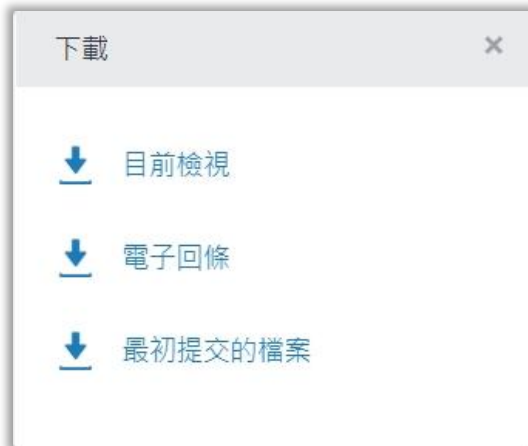 下載
目前檢視
電子回條
最初提交的檔案